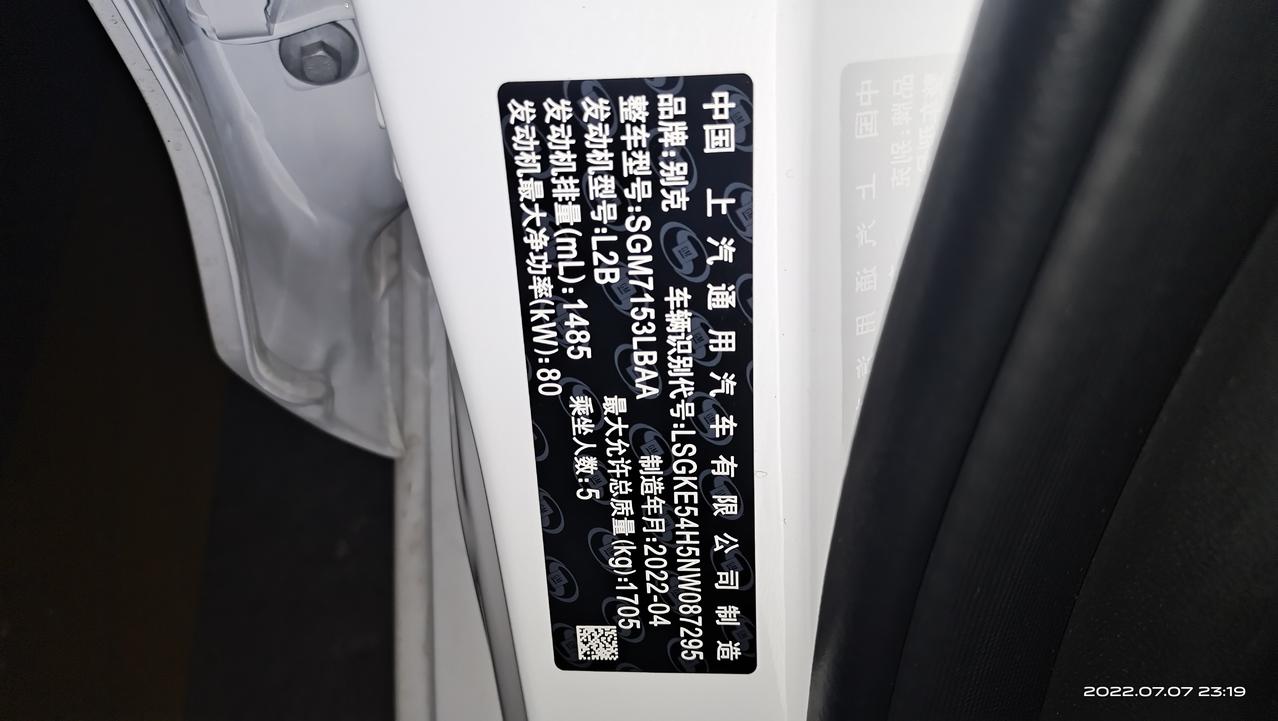 中国 上汽通用汽车有限公司制造
品牌:别克 车辆识别代号:LSGKE54H5NW087295
整车型号:SGM7153LBAA 制造年月:2022-04
发动机型号:L2B 最大允许总质量(kg):1705
发动机排量(mL):1485 乘坐人数:5
发动机最大净功率(kW):80
2022.07.07 23:19